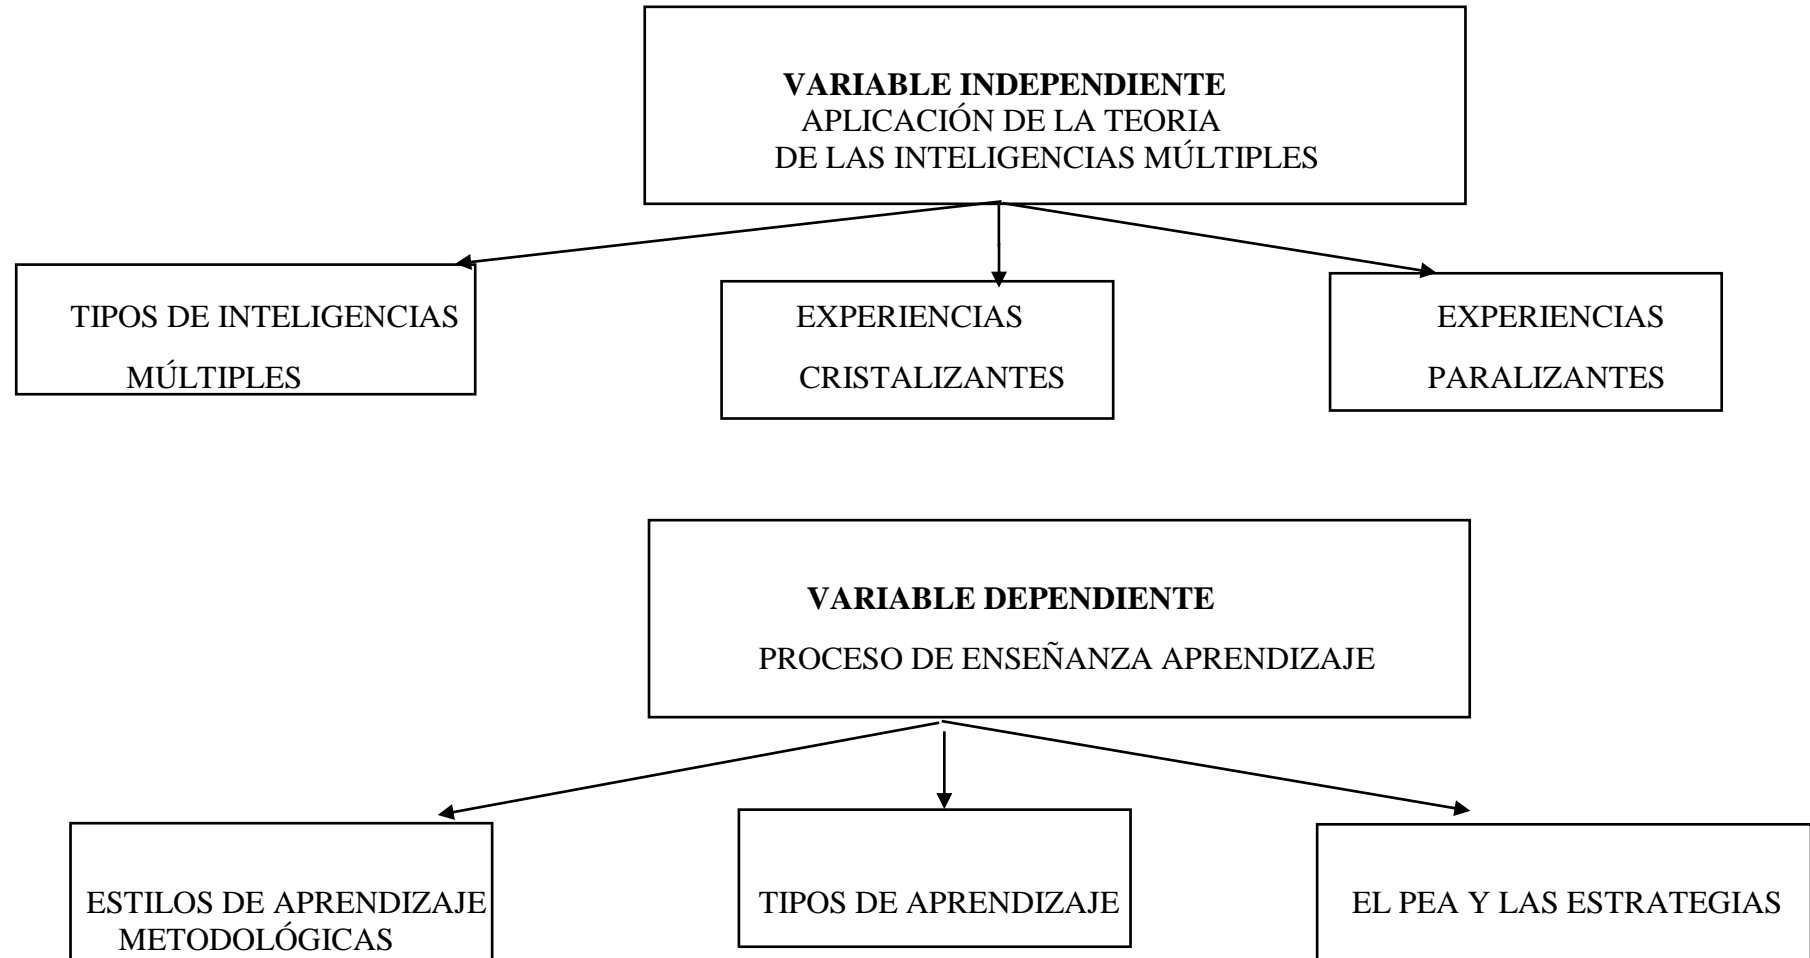 VARIABLE INDEPENDIENTE
APLICACIÓN DE LA TEORIA
DE LAS INTELIGENCIAS MÚLTIPLES
TIPOS DE INTELIGENCIAS
MÚLTIPLES
EXPERIENCIAS
CRISTALIZANTES
EXPERIENCIAS
PARALIZANTES
VARIABLE DEPENDIENTE
PROCESO DE ENSEÑANZA APRENDIZAJE
ESTILOS DE APRENDIZAJE
METODOLÓGICAS
TIPOS DE APRENDIZAJE
EL PEA Y LAS ESTRATEGIAS